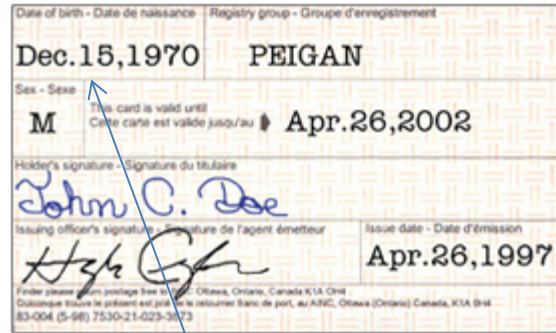 Date of birth - Date de naissance Registry group - Groupe d'enregistrement
Dec.15,1970 PEIGAN
Sex - Sexe
M This card is valid until
Cette carte est valide jusqu'au Apr.26,2002
Holder's signature - Signature du titulaire
John C. Doe
Issuing officer's signature - Signature de l'agent émetteur Issue date - Date d'émission
Apr.26,1997
Finder please return postage free to Ottawa, Ontario, Canada K1A OH4
Quiconque trouve le présent est prié de le retourner franc de port, au AINC, Ottawa (Ontario) Canada, K1A 0H4
83-004 (5-98) 7530-21-023-3573